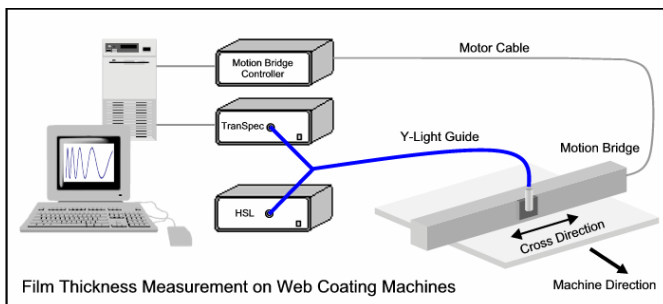 Motor Cable
Motion Bridge
Controller
TranSpec
Y-Light Guide
Motion Bridge
HSL
Cross Direction
Machine Direction
Film Thickness Measurement on Web Coating Machines